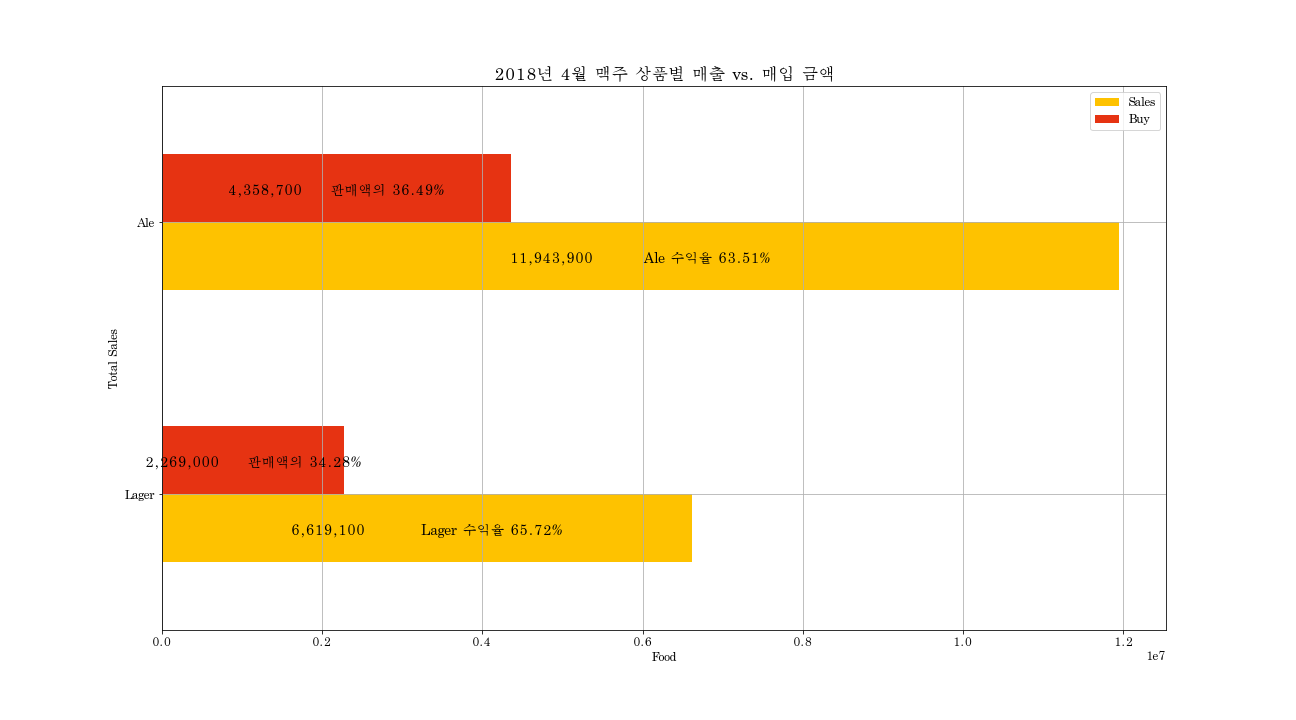 2018년 4월 맥주 상품별 매출 vs. 매입 금액
Sales
Buy
4,358,700 판매액의 36.49%
Ale
11,943,900 Ale 수익율 63.51%
Total Sales
2,269,000 판매액의 34.28%
Lager
6,619,100 Lager 수익율 65.72%
0.0 0.2 0.4 0.6 0.8 1.0 1.2
Food
1e7